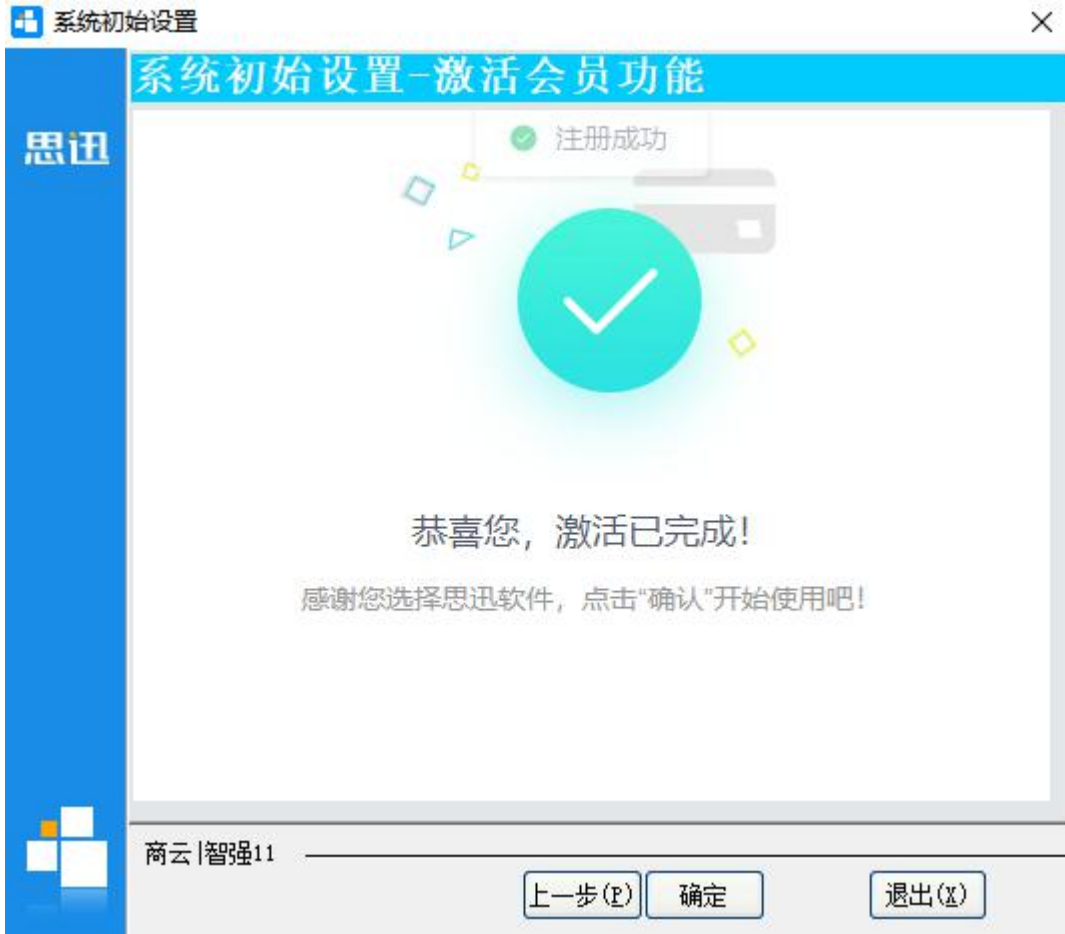 系统初始设置
系统初始设置-激活会员功能
思迅
注册成功
恭喜您，激活已完成！
感谢您选择思迅软件，点击“确认”开始使用吧！
商云|智强11
上一步(P) 确定 退出(X)